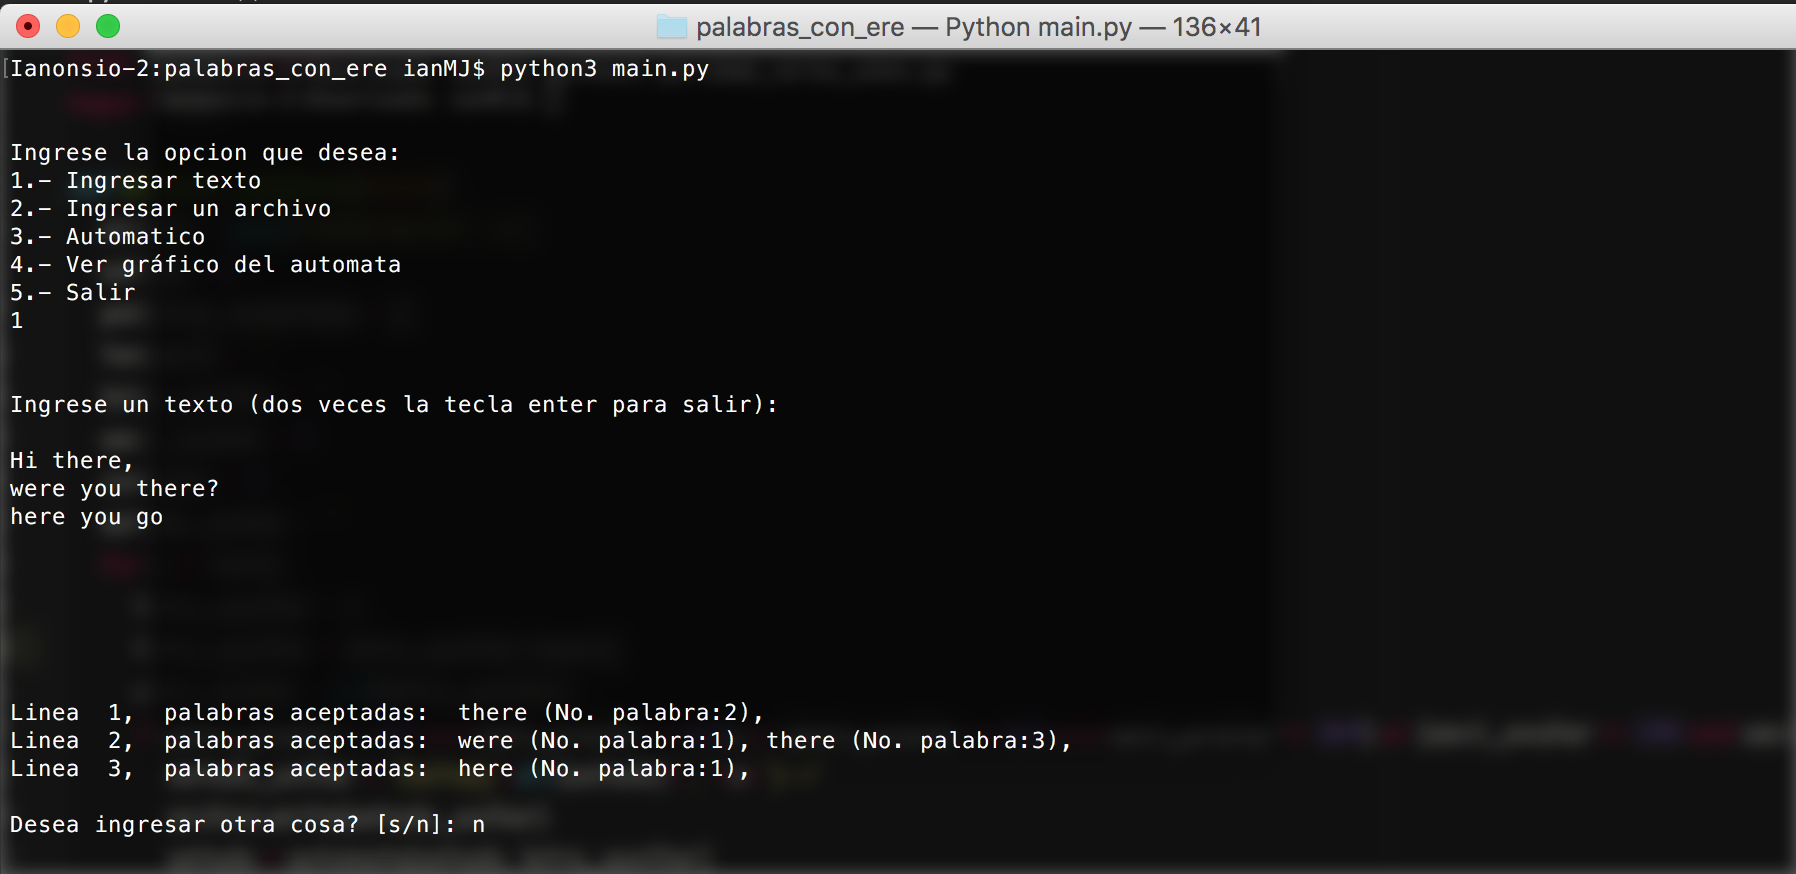 palabras_con_ere — Python main.py — 136×41
Ianonsio-2:palabras_con_ere ianMJ$ python3 main.py
Ingrese la opcion que desea:
1.- Ingresar texto
2.- Ingresar un archivo
3.- Automatico
4.- Ver gráfico del automata
5.- Salir
1
Ingrese un texto (dos veces la tecla enter para salir):
Hi there,
were you there?
here you go
Linea  1,  palabras aceptadas:  there (No. palabra:2),
Linea  2,  palabras aceptadas:  were (No. palabra:1), there (No. palabra:3),
Linea  3,  palabras aceptadas:  here (No. palabra:1),
Desea ingresar otra cosa? [s/n]: n